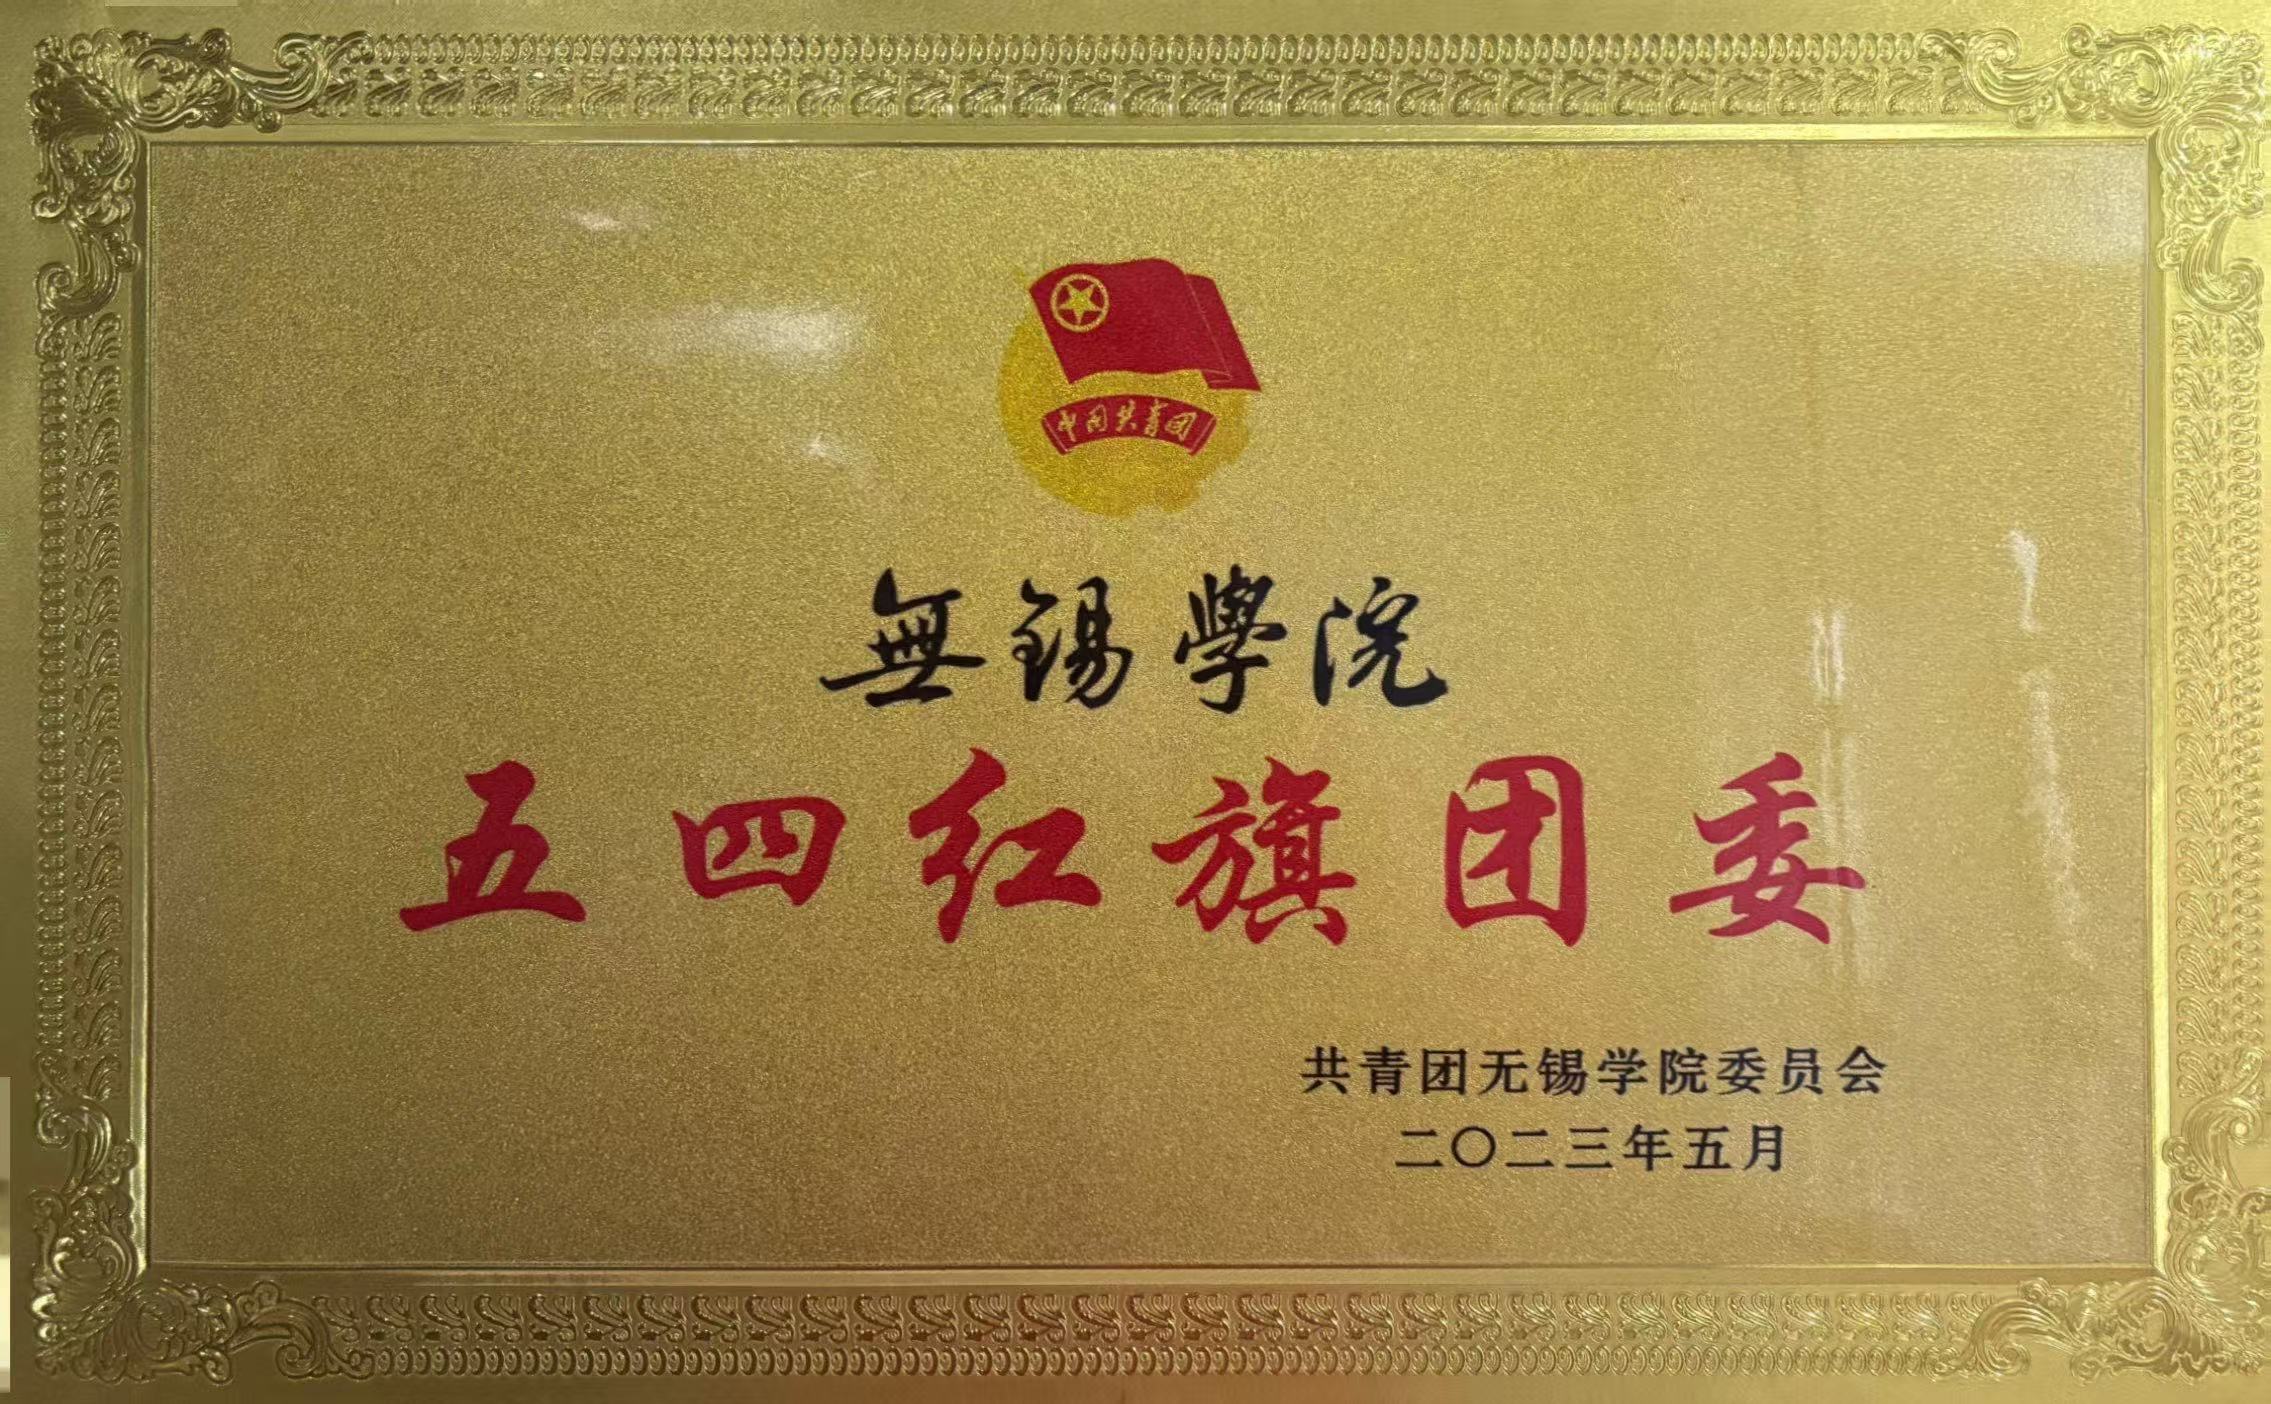 中国共青团
無錫學院
五四红旗团委
共青团无锡学院委员会
二〇二三年五月